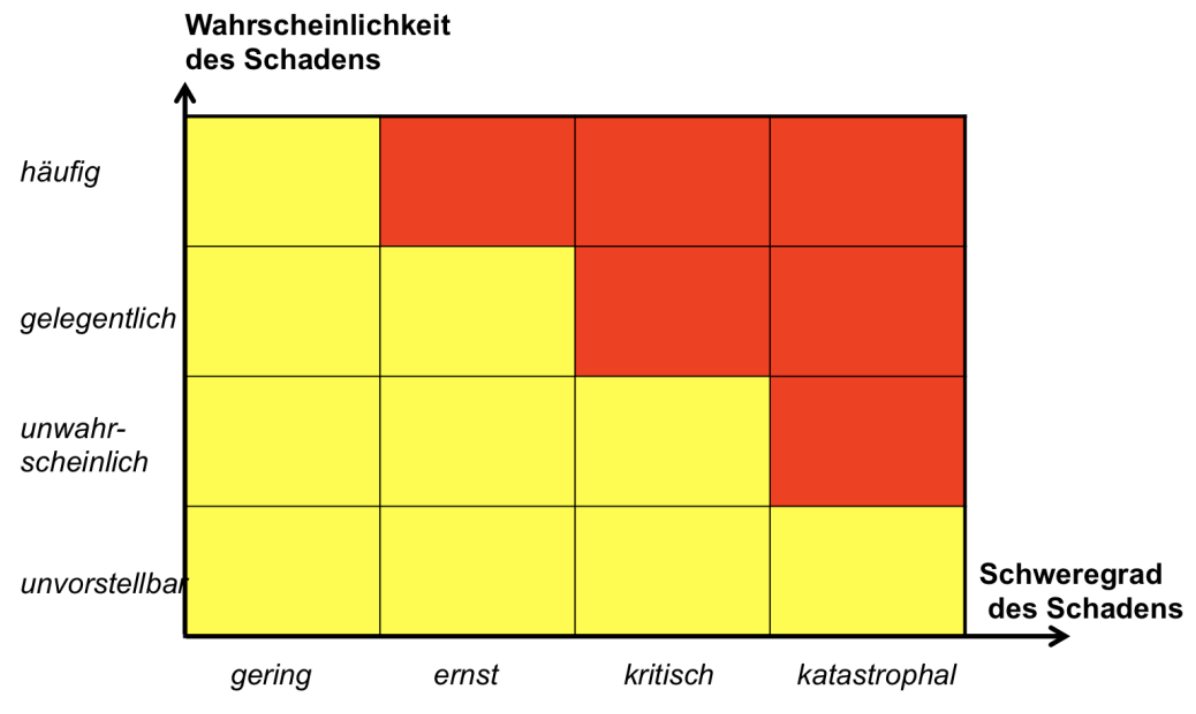 Wahrscheinlichkeit
des Schadens
häufig
gelegentlich
unwahr-
scheinlich
unvorstellbar
Schweregrad
des Schadens
gering
ernst
kritisch
katastrophal